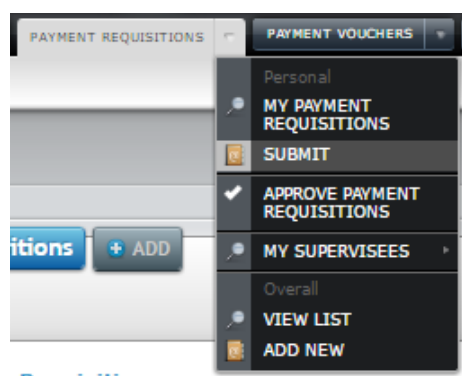 PAYMENT REQUISITIONS
PAYMENT VOUCHERS
Personal
MY PAYMENT
REQUISITIONS
SUBMIT
APPROVE PAYMENT
REQUISITIONS
itions
ADD
MY SUPERVISEES
Overall
VIEW LIST
ADD NEW